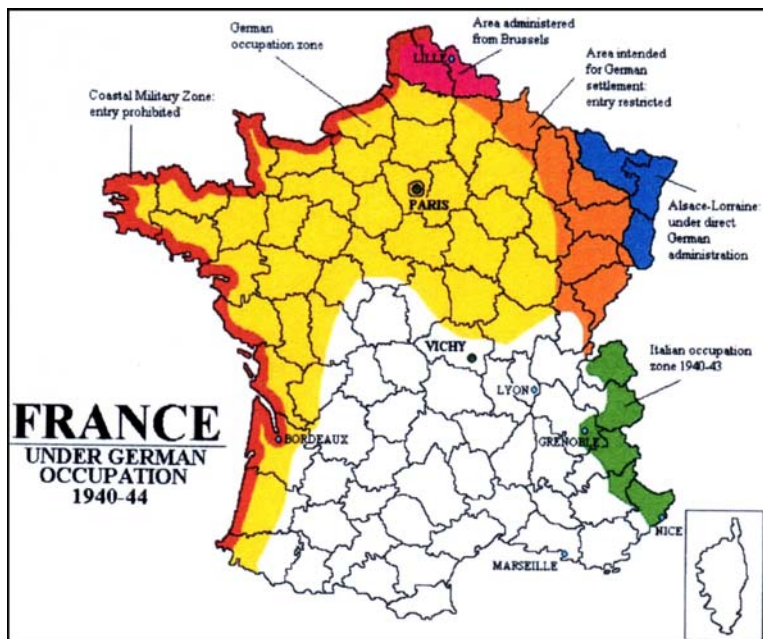 German
occupation zone
Area administered
from Brussels
Area intended
for German
settlement:
entry restricted
Coastal Military Zone:
entry prohibited
LILLE
PARIS
Alsace-Lorraine:
under direct
German
administration
VICHY
LYON
Italian occupation
zone 1940-43
GRENOBLE
BORDEAUX
FRANCE
UNDER GERMAN
OCCUPATION
1940-44
NICE
MARSEILLE